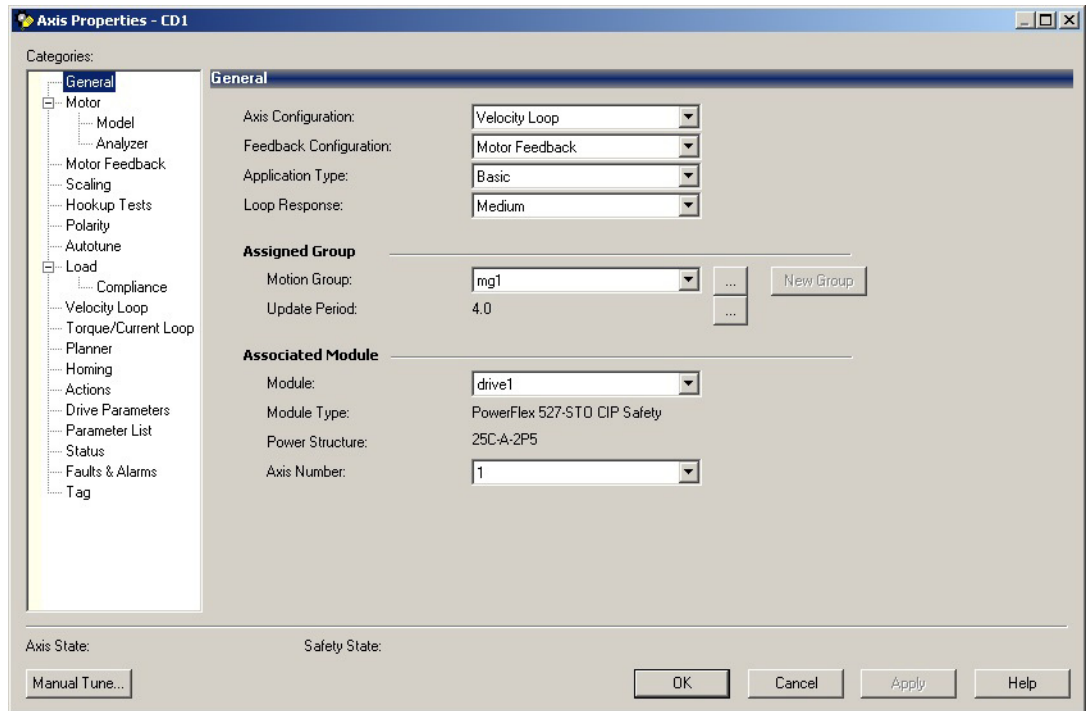 Axis Properties - CD1
Categories:
General
Motor
Model
Analyzer
Motor Feedback
Scaling
Hookup Tests
Polarity
Autotune
Load
Compliance
Velocity Loop
Torque/Current Loop
Planner
Homing
Actions
Drive Parameters
Parameter List
Status
Faults & Alarms
Tag
General
Axis Configuration: Velocity Loop
Feedback Configuration: Motor Feedback
Application Type: Basic
Loop Response: Medium
Assigned Group
Motion Group: mg1 ... New Group
Update Period: 4.0 ...
Associated Module
Module: drive1
Module Type: PowerFlex 527-STO CIP Safety
Power Structure: 25C-A-2P5
Axis Number: 1
Axis State: Safety State:
Manual Tune... OK Cancel Apply Help